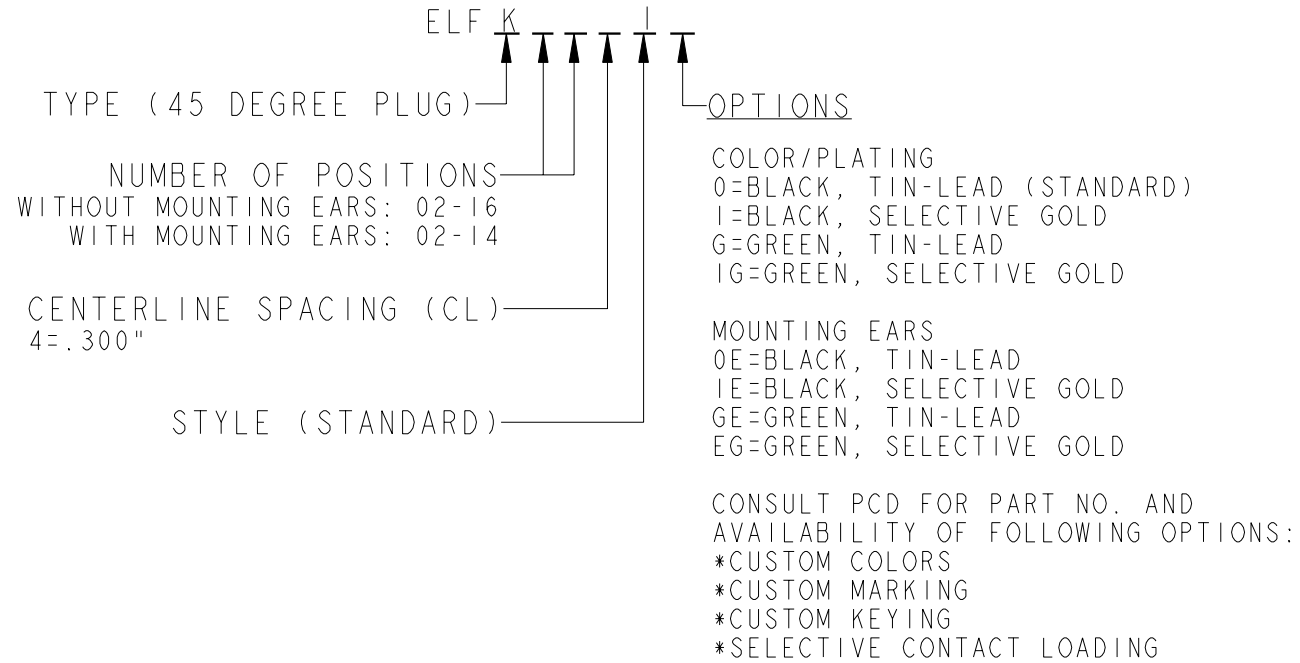 ELF K _ _ _ 1 _
TYPE (45 DEGREE PLUG)
NUMBER OF POSITIONS
WITHOUT MOUNTING EARS: 02-16
WITH MOUNTING EARS: 02-14
CENTERLINE SPACING (CL)
4=.300"
STYLE (STANDARD)
OPTIONS
COLOR/PLATING
0=BLACK, TIN-LEAD (STANDARD)
1=BLACK, SELECTIVE GOLD
G=GREEN, TIN-LEAD
1G=GREEN, SELECTIVE GOLD
MOUNTING EARS
0E=BLACK, TIN-LEAD
1E=BLACK, SELECTIVE GOLD
GE=GREEN, TIN-LEAD
EG=GREEN, SELECTIVE GOLD
CONSULT PCD FOR PART NO. AND
AVAILABILITY OF FOLLOWING OPTIONS:
*CUSTOM COLORS
*CUSTOM MARKING
*CUSTOM KEYING
*SELECTIVE CONTACT LOADING